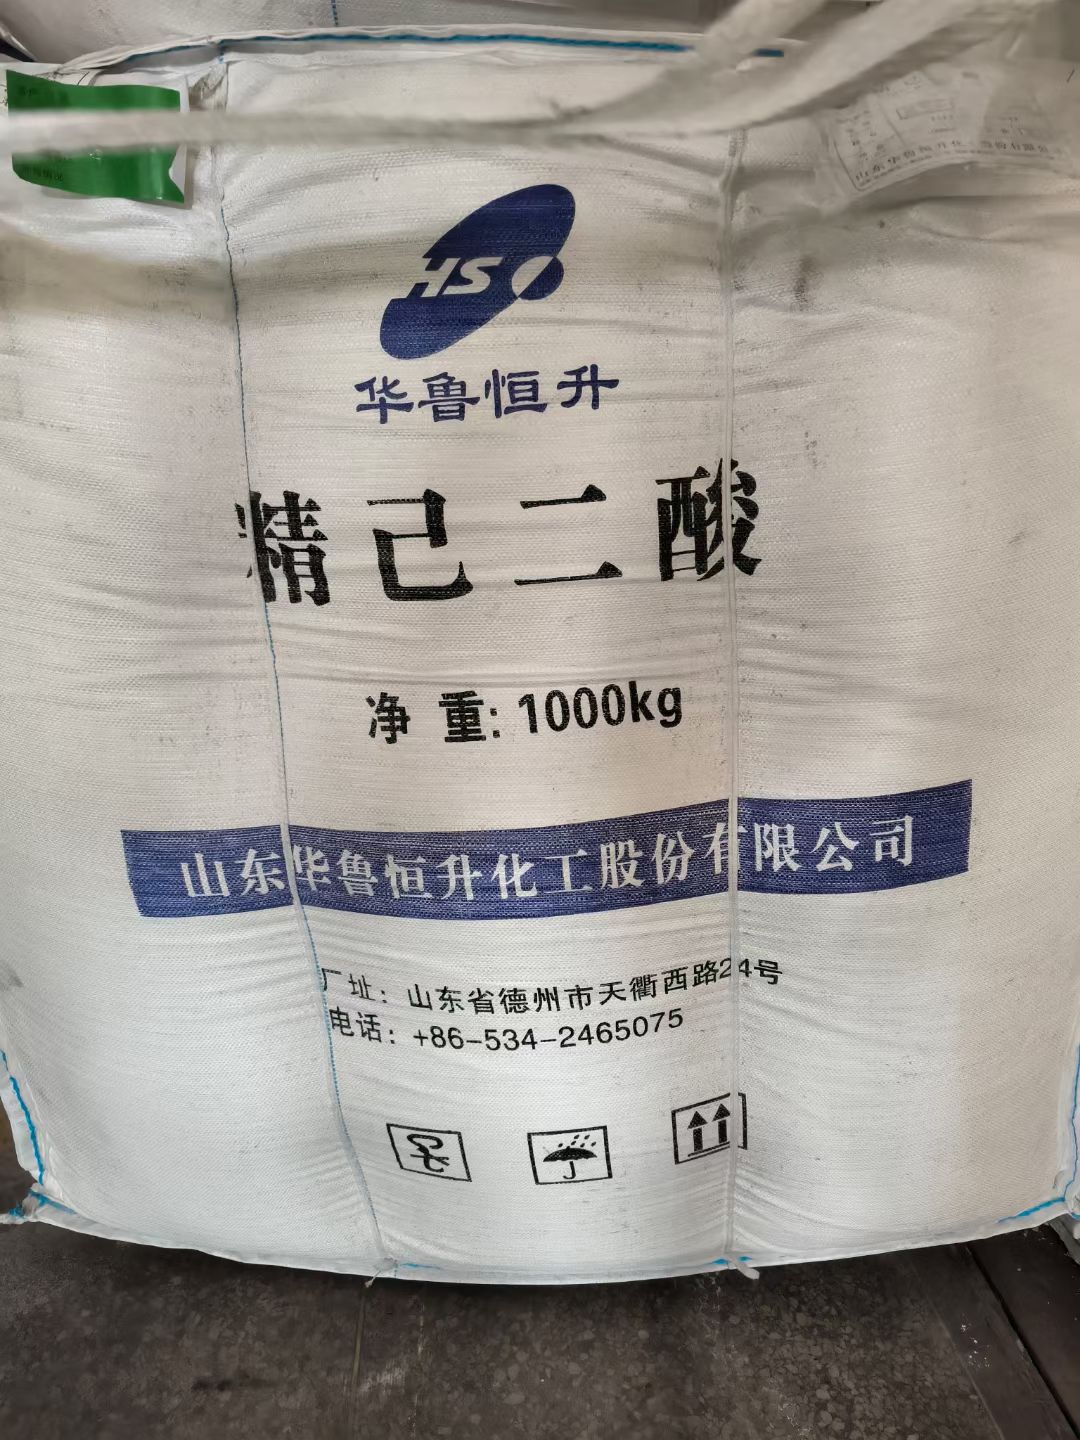 HS
华鲁恒升
精己二酸
净 重: 1000kg
山东华鲁恒升化工股份有限公司
厂址: 山东省德州市天衢西路24号
电话: +86-534-2465075